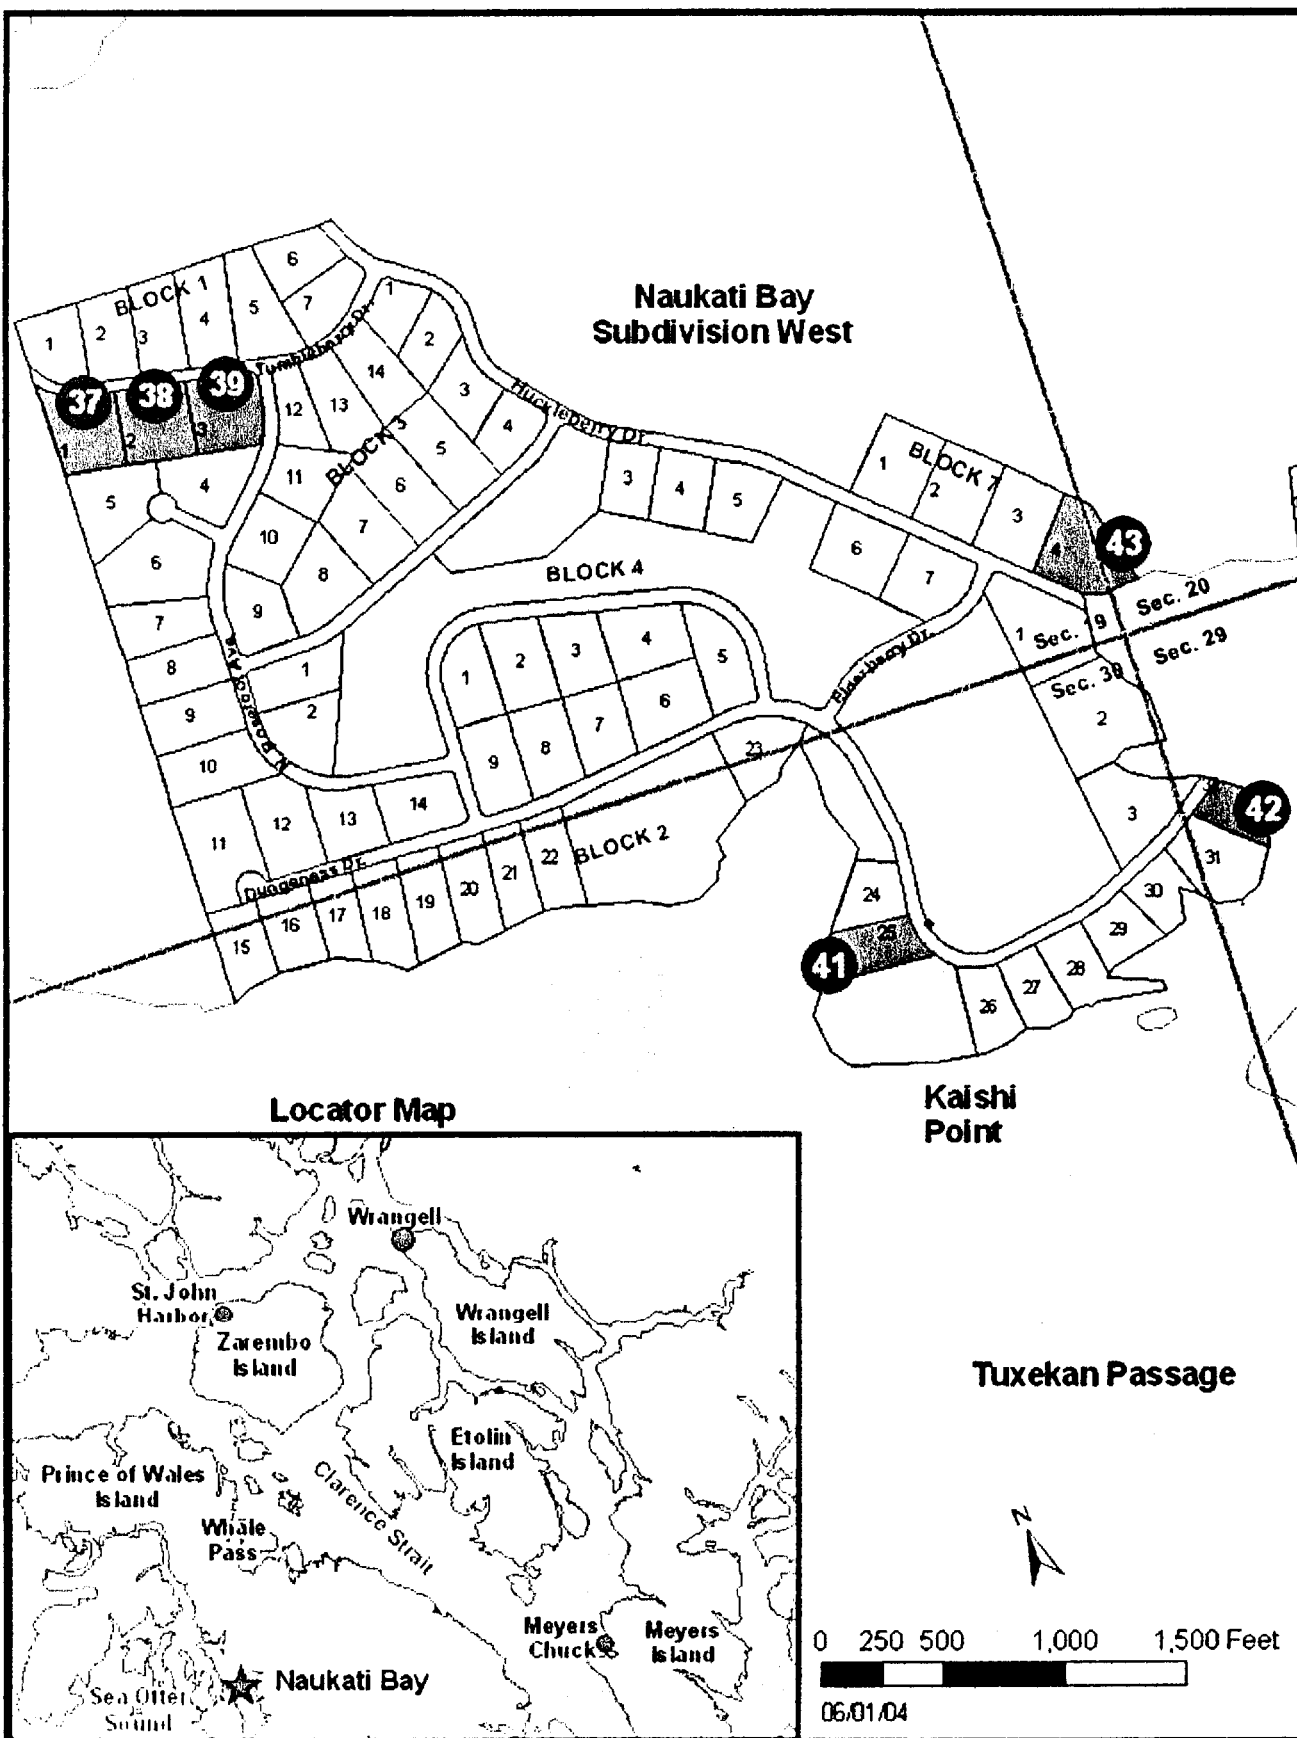 Naukati Bay
Subdivision West
BLOCK 1
1
2
3
4
5
6
7
Tumbleberry Dr.
37
38
39
1
2
3
4
5
6
7
8
9
10
11
12
13
14
BLOCK 3
1
2
3
4
5
6
7
8
9
10
11
12
13
14
Huckleberry Dr
3
4
5
BLOCK 4
1
2
1
2
3
4
5
6
7
8
9
BLOCK 7
1
2
3
4
43
6
7
1
2
3
Elderberry Dr.
Sec. 19
Sec. 20
Sec. 30
Sec. 29
Dungeness Dr.
BLOCK 2
15
16
17
18
19
20
21
22
23
24
25
41
26
27
28
29
30
31
42
Kaishi
Point
Locator Map
Wrangell
St. John
Harbor
Zarembo
Island
Wrangell
Island
Etolin
Island
Prince of Wales
Island
Clarence Strait
Whale
Pass
Meyers
Chuck
Meyers
Island
Naukati Bay
Sea Otter
Sound
Tuxekan Passage
N
0 250 500 1,000 1,500 Feet
06/01/04